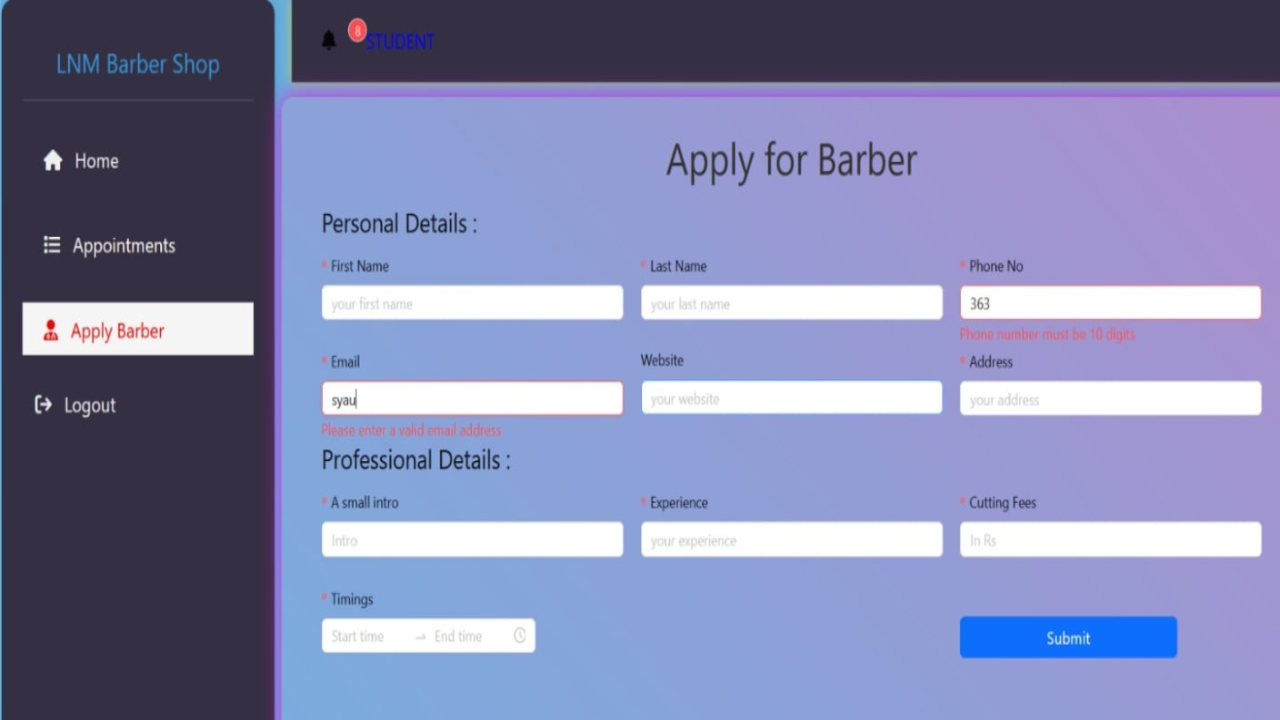 LNM Barber Shop
Home
Appointments
Apply Barber
Logout
8
STUDENT
Apply for Barber
Personal Details :
* First Name
* Last Name
* Phone No
your first name
your last name
363
Phone number must be 10 digits
* Email
Website
* Address
syau
your website
your address
Please enter a valid email address
Professional Details :
* A small intro
* Experience
* Cutting Fees
Intro
your experience
In Rs
* Timings
Start time → End time
Submit